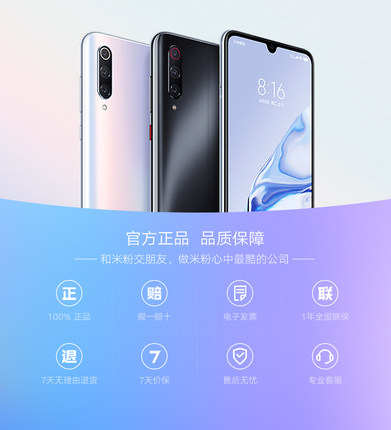 8:16
官方正品 品质保障
和米粉交朋友，做米粉心中最酷的公司
正
赔
联
100% 正品
假一赔十
电子发票
1年全国联保
退
7
7天无理由退货
7天价保
售后无忧
专业客服